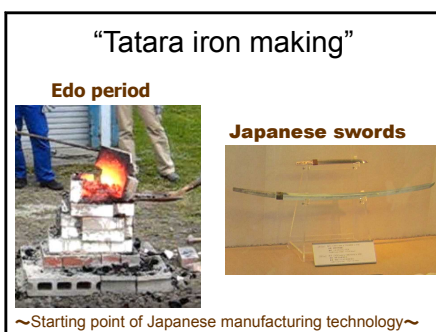 “Tatara iron making”
Edo period
Japanese swords
～Starting point of Japanese manufacturing technology～